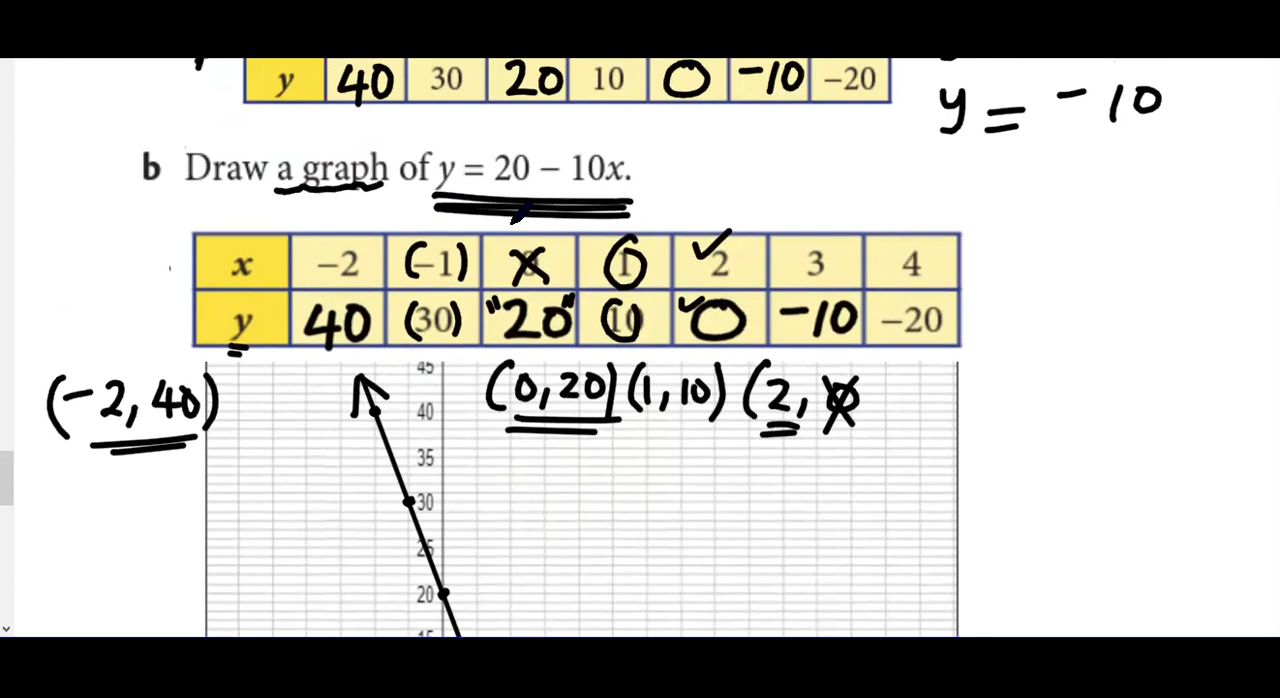 y 40 30 20 10 0 -10 −20
y = -10
b Draw a graph of y = 20 − 10x.
x −2 (−1) 1 2 3 4
y 40 (30) "20" (10) 0 -10 −20
(-2, 40)
(0, 20) (1, 10) (2, 0
45
40
35
30
25
20
15